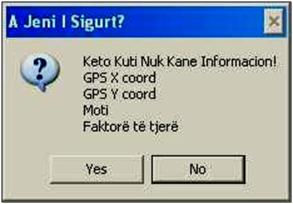 A Jeni I Sigurt?
Keto Kuti Nuk Kane Informacion!
GPS X coord
GPS Y coord
Moti
Faktorë të tjerë
Yes
No